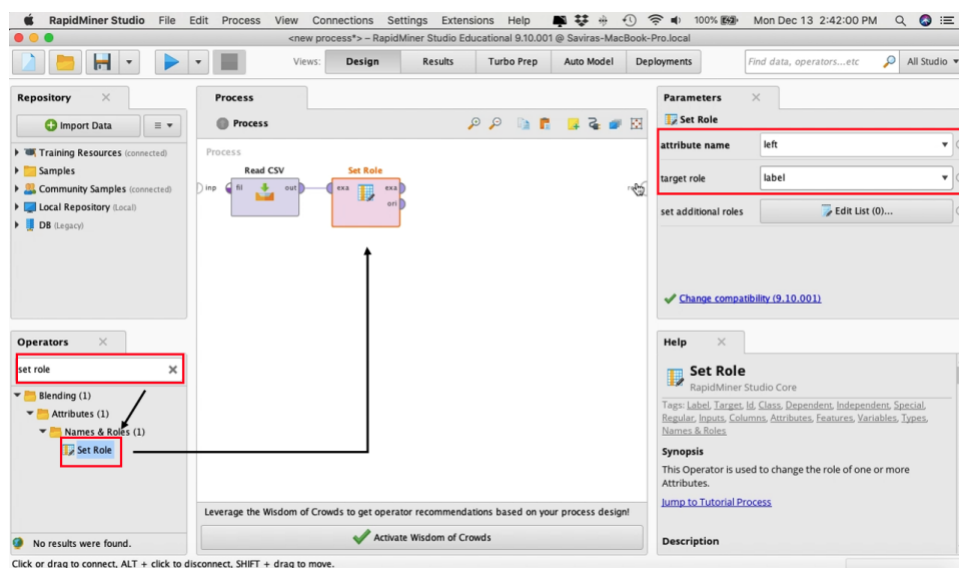 RapidMiner Studio File Edit Process View Connections Settings Extensions Help 100% Mon Dec 13 2:42:00 PM
<new process*> – RapidMiner Studio Educational 9.10.001 @ Saviras-MacBook-Pro.local
Views: Design Results Turbo Prep Auto Model Deployments Find data, operators...etc All Studio
Repository
Import Data
Training Resources (connected)
Samples
Community Samples (connected)
Local Repository (Local)
DB (Legacy)
Operators
set role
Blending (1)
Attributes (1)
Names & Roles (1)
Set Role
No results were found.
Process
Process
Process
Read CSV Set Role
inp fil out exa exa
ori
Leverage the Wisdom of Crowds to get operator recommendations based on your process design!
Activate Wisdom of Crowds
Parameters
Set Role
attribute name left
target role label
set additional roles Edit List (0)...
Change compatibility (9.10.001)
Help
Set Role
RapidMiner Studio Core
Tags: Label, Target, Id, Class, Dependent, Independent, Special,
Regular, Inputs, Columns, Attributes, Features, Variables, Types,
Names & Roles
Synopsis
This Operator is used to change the role of one or more
Attributes.
Jump to Tutorial Process
Description
Click or drag to connect, ALT + click to disconnect, SHIFT + drag to move.